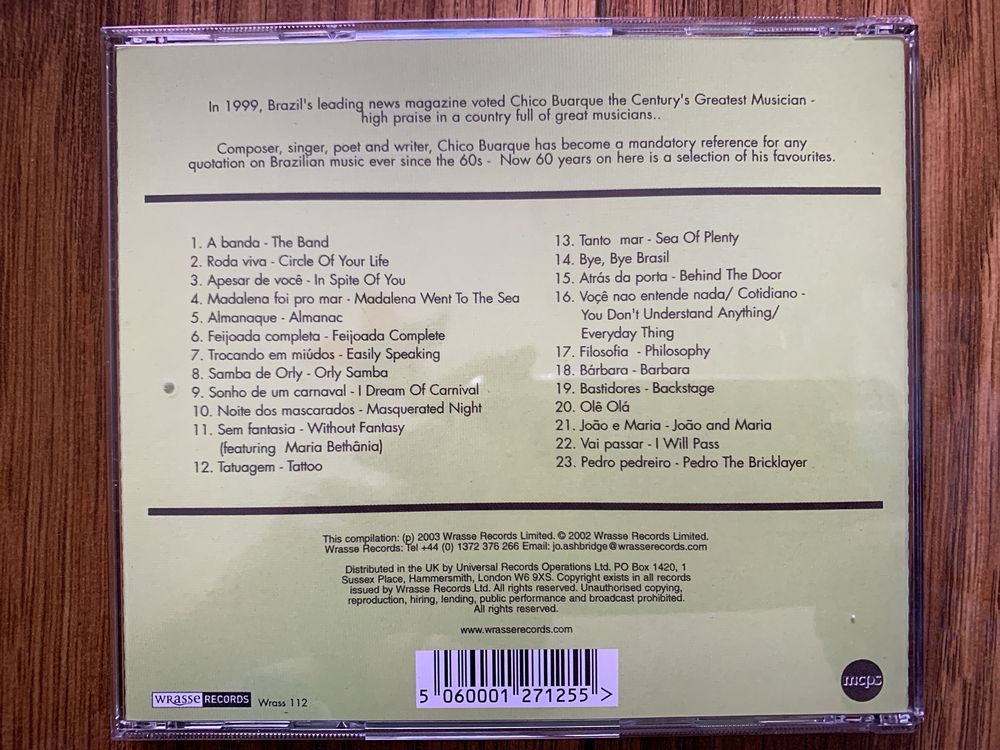 In 1999, Brazil's leading news magazine voted Chico Buarque the Century's Greatest Musician -
high praise in a country full of great musicians..
Composer, singer, poet and writer, Chico Buarque has become a mandatory reference for any
quotation on Brazilian music ever since the 60s - Now 60 years on here is a selection of his favourites.
1. A banda - The Band
2. Roda viva - Circle Of Your Life
3. Apesar de você - In Spite Of You
4. Madalena foi pro mar - Madalena Went To The Sea
5. Almanaque - Almanac
6. Feijoada completa - Feijoada Complete
7. Trocando em miúdos - Easily Speaking
8. Samba de Orly - Orly Samba
9. Sonho de um carnaval - I Dream Of Carnival
10. Noite dos mascarados - Masquerated Night
11. Sem fantasia - Without Fantasy
(featuring Maria Bethânia)
12. Tatuagem - Tattoo
13. Tanto mar - Sea Of Plenty
14. Bye, Bye Brasil
15. Atrás da porta - Behind The Door
16. Voçê nao entende nada/ Cotidiano -
You Don't Understand Anything/
Everyday Thing
17. Filosofia - Philosophy
18. Bárbara - Barbara
19. Bastidores - Backstage
20. Olê Olá
21. João e Maria - João and Maria
22. Vai passar - I Will Pass
23. Pedro pedreiro - Pedro The Bricklayer
This compilation: (p) 2003 Wrasse Records Limited. © 2002 Wrasse Records Limited.
Wrasse Records: Tel +44 (0) 1372 376 266 Email: jo.ashbridge@wrasserecords.com
Distributed in the UK by Universal Records Operations Ltd. PO Box 1420, 1
Sussex Place, Hammersmith, London W6 9XS. Copyright exists in all records
issued by Wrasse Records Ltd. All rights reserved. Unauthorised copying,
reproduction, hiring, lending, public performance and broadcast prohibited.
All rights reserved.
www.wrasserecords.com
wrasse RECORDS Wrass 112
5 060001 271255 >
mcps